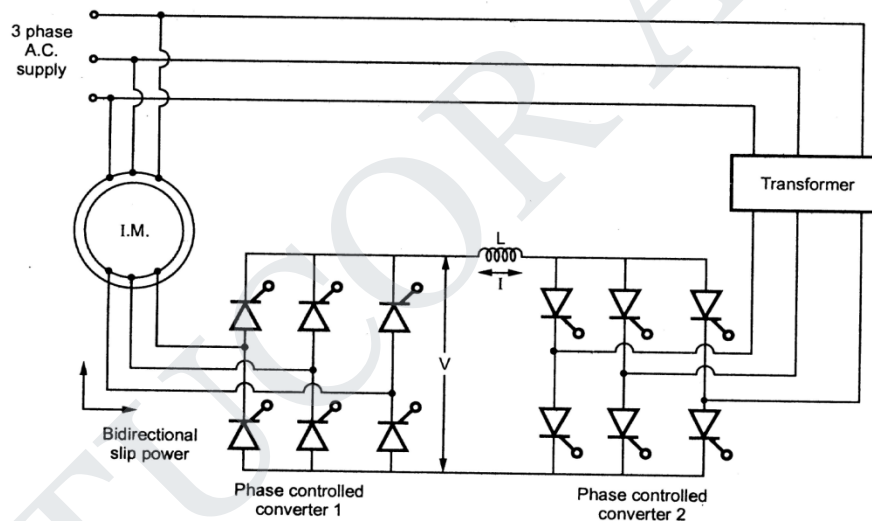 3 phase
A.C.
supply
Transformer
I.M.
L
I
V
Bidirectional
slip power
Phase controlled
converter 1
Phase controlled
converter 2